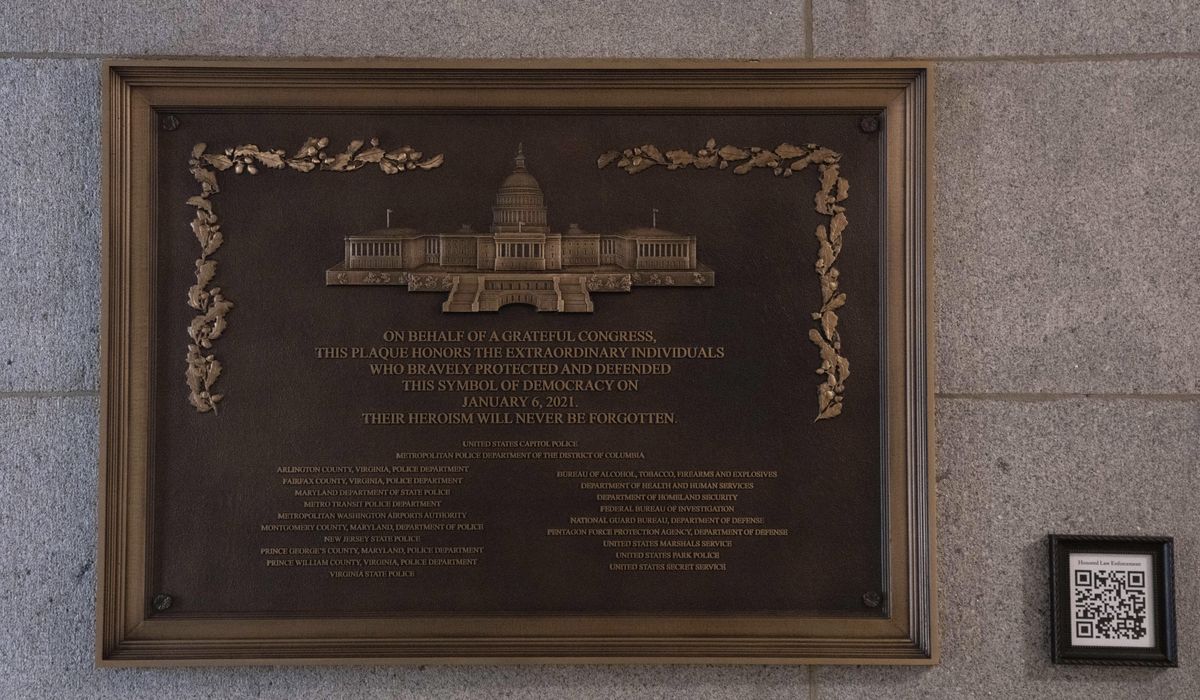 ON BEHALF OF A GRATEFUL CONGRESS,
THIS PLAQUE HONORS THE EXTRAORDINARY INDIVIDUALS
WHO BRAVELY PROTECTED AND DEFENDED
THIS SYMBOL OF DEMOCRACY ON
JANUARY 6, 2021.
THEIR HEROISM WILL NEVER BE FORGOTTEN.
UNITED STATES CAPITOL POLICE
METROPOLITAN POLICE DEPARTMENT OF THE DISTRICT OF COLUMBIA
ARLINGTON COUNTY, VIRGINIA, POLICE DEPARTMENT
FAIRFAX COUNTY, VIRGINIA, POLICE DEPARTMENT
MARYLAND DEPARTMENT OF STATE POLICE
METRO TRANSIT POLICE DEPARTMENT
METROPOLITAN WASHINGTON AIRPORTS AUTHORITY
MONTGOMERY COUNTY, MARYLAND, DEPARTMENT OF POLICE
NEW JERSEY STATE POLICE
PRINCE GEORGE'S COUNTY, MARYLAND, POLICE DEPARTMENT
PRINCE WILLIAM COUNTY, VIRGINIA, POLICE DEPARTMENT
VIRGINIA STATE POLICE
BUREAU OF ALCOHOL, TOBACCO, FIREARMS AND EXPLOSIVES
DEPARTMENT OF HEALTH AND HUMAN SERVICES
DEPARTMENT OF HOMELAND SECURITY
FEDERAL BUREAU OF INVESTIGATION
NATIONAL GUARD BUREAU, DEPARTMENT OF DEFENSE
PENTAGON FORCE PROTECTION AGENCY, DEPARTMENT OF DEFENSE
UNITED STATES MARSHALS SERVICE
UNITED STATES PARK POLICE
UNITED STATES SECRET SERVICE
Honored Law Enforcement